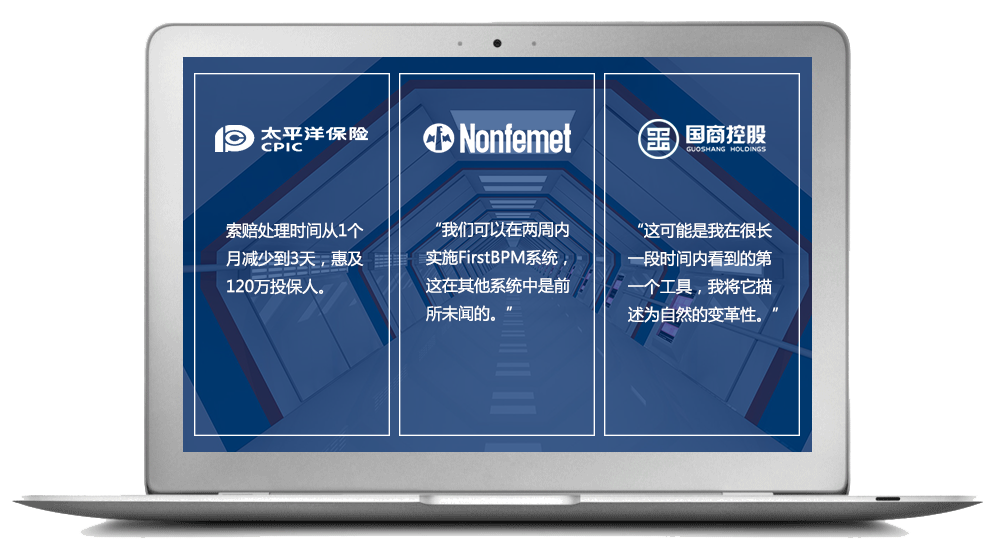 太平洋保险
CPIC
索赔处理时间从1个
月减少到3天，惠及
120万投保人。
Nonfemet
“我们可以在两周内
实施FirstBPM系统，
这在其他系统中是前
所未闻的。”
国商控股
GUOSHANG HOLDINGS
“这可能是我在很长
一段时间内看到的第
一个工具，我将它描
述为自然的变革性。”